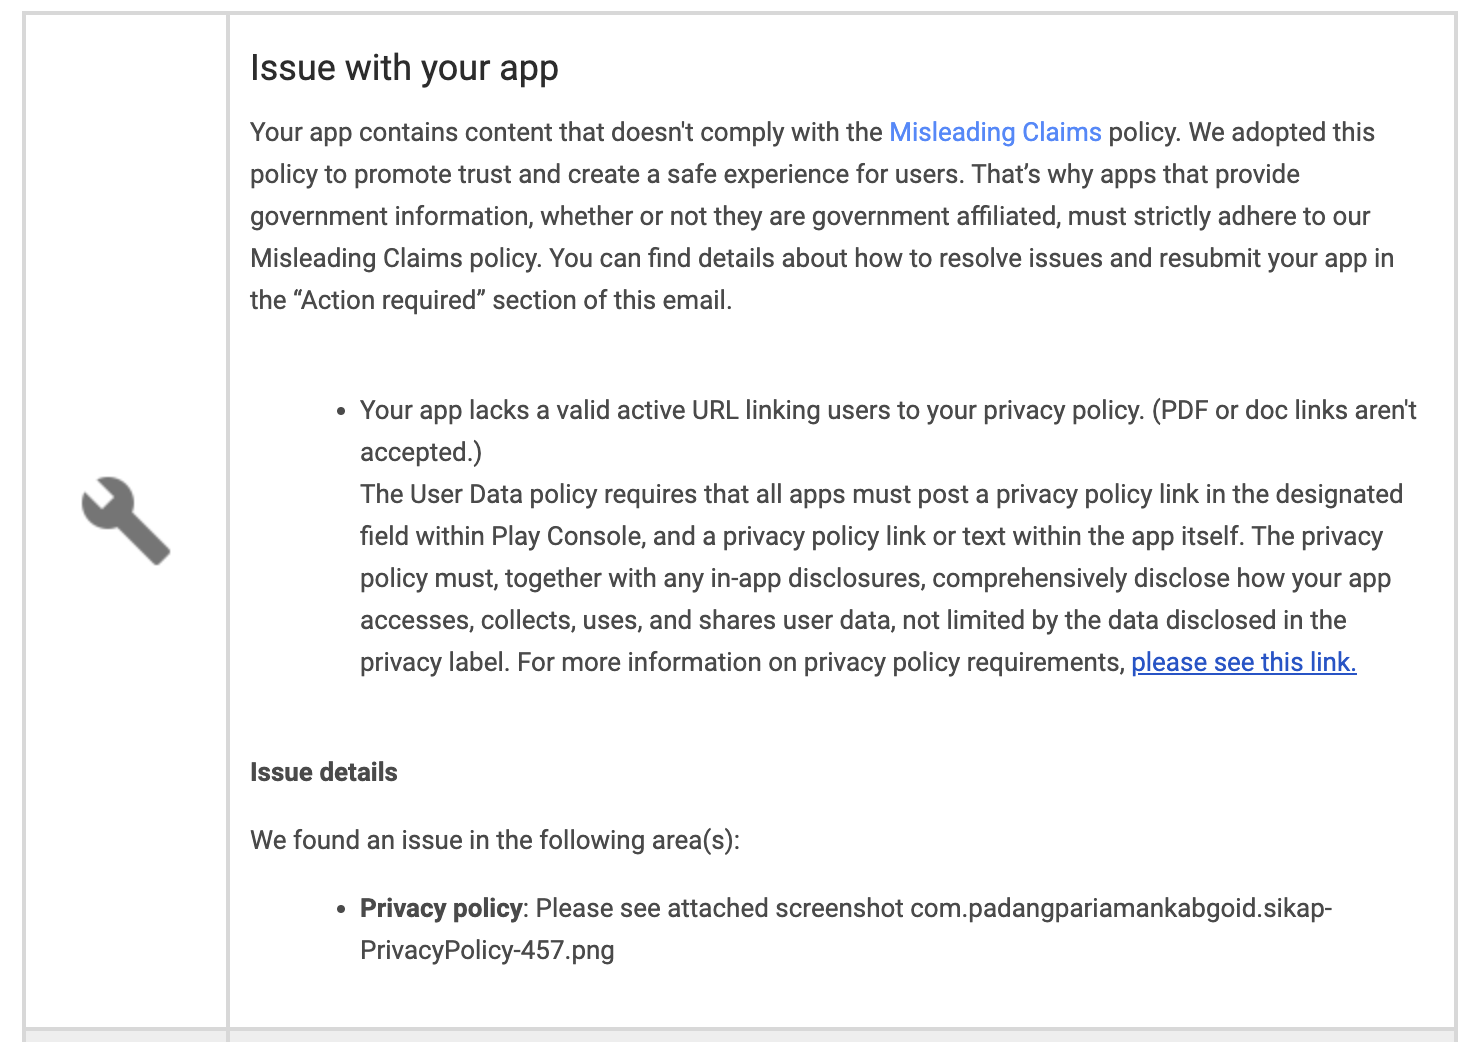 Issue with your app
Your app contains content that doesn't comply with the Misleading Claims policy. We adopted this
policy to promote trust and create a safe experience for users. That’s why apps that provide
government information, whether or not they are government affiliated, must strictly adhere to our
Misleading Claims policy. You can find details about how to resolve issues and resubmit your app in
the “Action required” section of this email.
• Your app lacks a valid active URL linking users to your privacy policy. (PDF or doc links aren't
accepted.)
The User Data policy requires that all apps must post a privacy policy link in the designated
field within Play Console, and a privacy policy link or text within the app itself. The privacy
policy must, together with any in-app disclosures, comprehensively disclose how your app
accesses, collects, uses, and shares user data, not limited by the data disclosed in the
privacy label. For more information on privacy policy requirements, please see this link.
Issue details
We found an issue in the following area(s):
• Privacy policy: Please see attached screenshot com.padangpariamankabgoid.sikap-
PrivacyPolicy-457.png